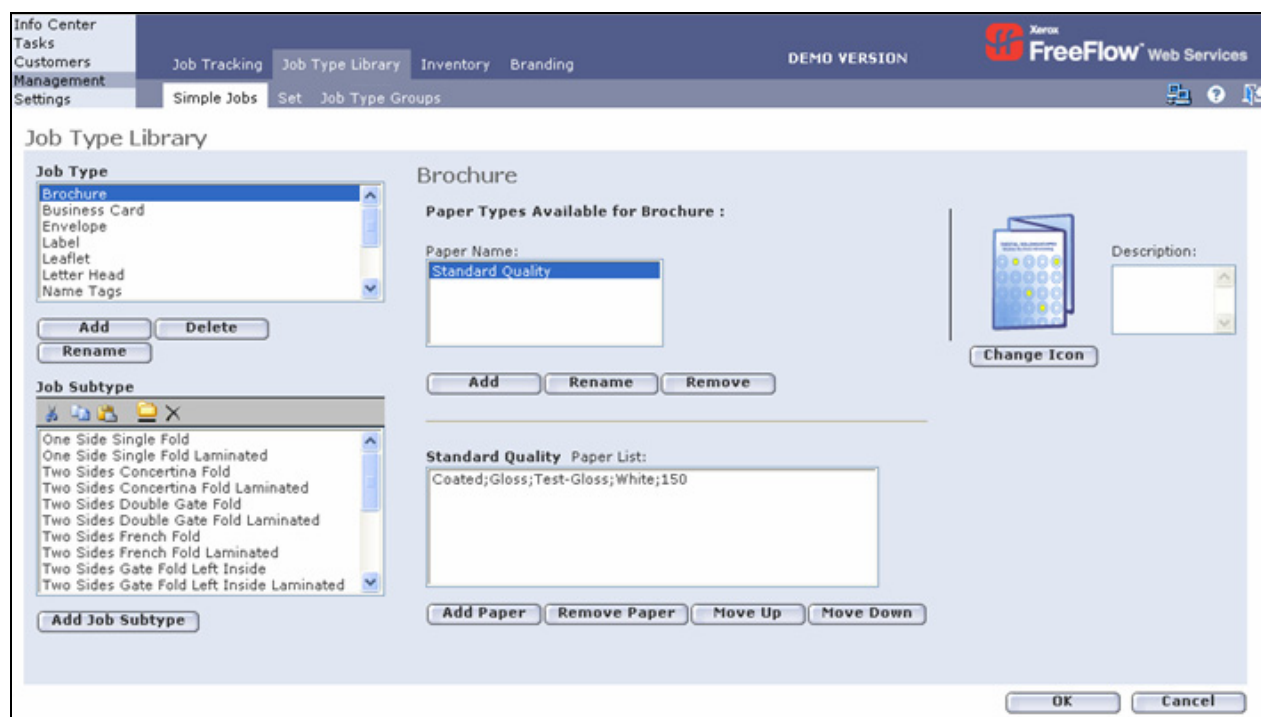 Info Center
Tasks
Customers
Management
Settings
Job Tracking Job Type Library Inventory Branding
DEMO VERSION
Xerox
FreeFlow Web Services
Simple Jobs Set Job Type Groups
Job Type Library
Job Type
Brochure
Business Card
Envelope
Label
Leaflet
Letter Head
Name Tags
Add Delete
Rename
Job Subtype
One Side Single Fold
One Side Single Fold Laminated
Two Sides Concertina Fold
Two Sides Concertina Fold Laminated
Two Sides Double Gate Fold
Two Sides Double Gate Fold Laminated
Two Sides French Fold
Two Sides French Fold Laminated
Two Sides Gate Fold Left Inside
Two Sides Gate Fold Left Inside Laminated
Add Job Subtype
Brochure
Paper Types Available for Brochure :
Paper Name:
Standard Quality
Add Rename Remove
Standard Quality Paper List:
Coated;Gloss;Test-Gloss;White;150
Add Paper Remove Paper Move Up Move Down
Change Icon
Description:
OK Cancel